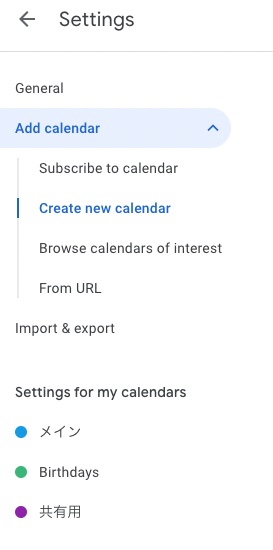 Settings
General
Add calendar
Subscribe to calendar
Create new calendar
Browse calendars of interest
From URL
Import & export
Settings for my calendars
メイン
Birthdays
共有用